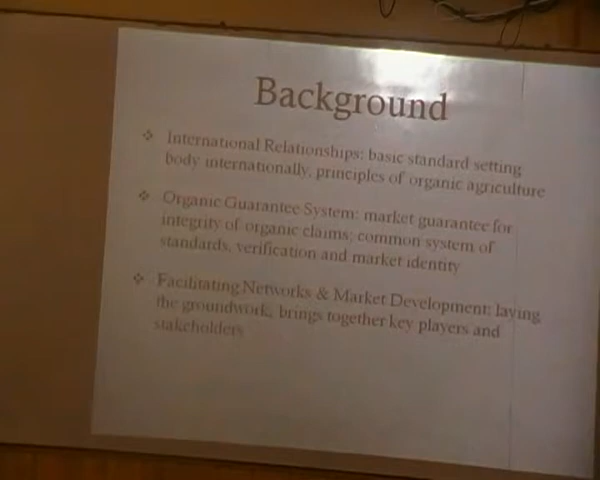 Background
❖ International Relationships: basic standard setting
body internationally, principles of organic agriculture
❖ Organic Guarantee System: market guarantee for
integrity of organic claims; common system of
standards, verification and market identity
❖ Facilitating Networks & Market Development: laying
the groundwork, brings together key players and
stakeholders